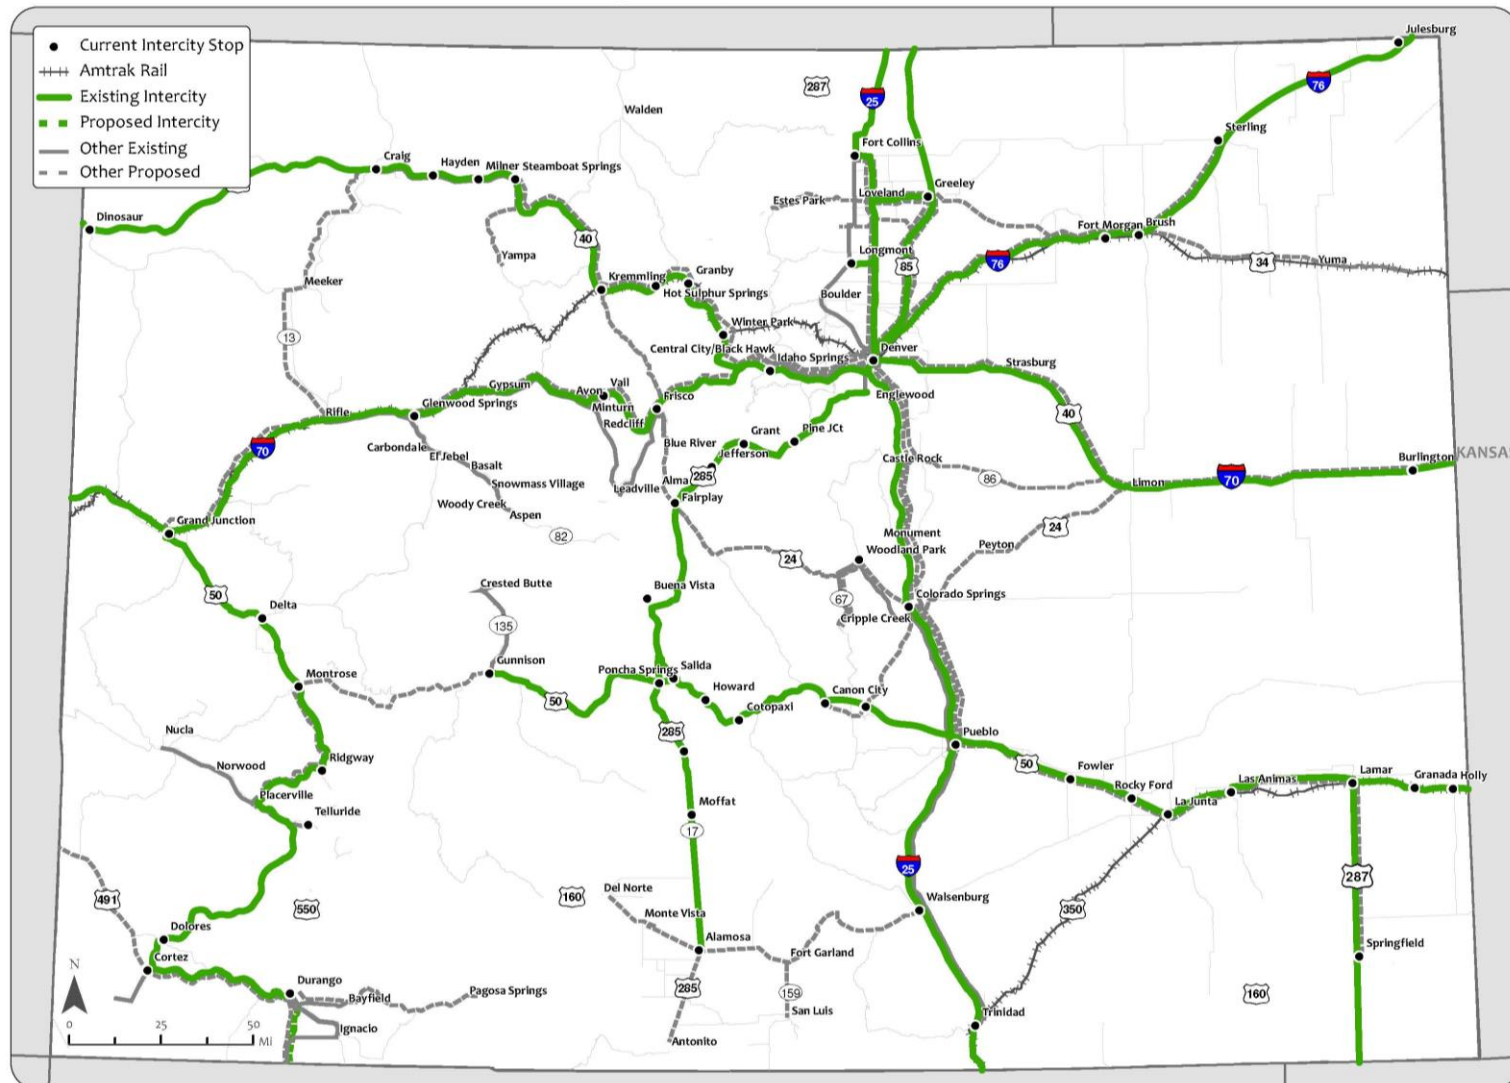 Current Intercity Stop
Amtrak Rail
Existing Intercity
Proposed Intercity
Other Existing
Other Proposed
Julesburg
76
287
25
Walden
Sterling
Fort Collins
Craig
Hayden
Milner
Steamboat Springs
Loveland
Greeley
Estes Park
Dinosaur
Fort Morgan
Brush
40
Yampa
Longmont
85
76
34
Yuma
Meeker
Kremmling
Granby
Hot Sulphur Springs
Boulder
13
Winter Park
Central City/Black Hawk
Idaho Springs
Denver
Strasburg
Gypsum
Avon
Vail
Minturn
Redcliff
Frisco
Englewood
40
Rifle
Glenwood Springs
70
Carbondale
El Jebel
Basalt
Snowmass Village
Woody Creek
Aspen
82
Blue River
Grant
Jefferson
Pine JCt
Castle Rock
86
Leadville
Alma
285
Fairplay
Limon
70
Burlington
KANSAS
Grand Junction
24
Monument
Woodland Park
Peyton
24
50
Delta
Crested Butte
135
Buena Vista
67
Cripple Creek
Colorado Springs
Montrose
Gunnison
50
Poncha Springs
Salida
Howard
Cotopaxi
Canon City
Nucla
Norwood
Ridgway
Placerville
Telluride
285
Pueblo
50
Fowler
Rocky Ford
La Junta
Las Animas
Lamar
Granada
Holly
Moffat
17
25
287
491
550
160
Del Norte
Monte Vista
Alamosa
Walsenburg
350
Dolores
Cortez
Fort Garland
Springfield
N
Durango
Bayfield
Pagosa Springs
Ignacio
285
159
San Luis
160
Trinidad
Antonito
0 25 50
Mi